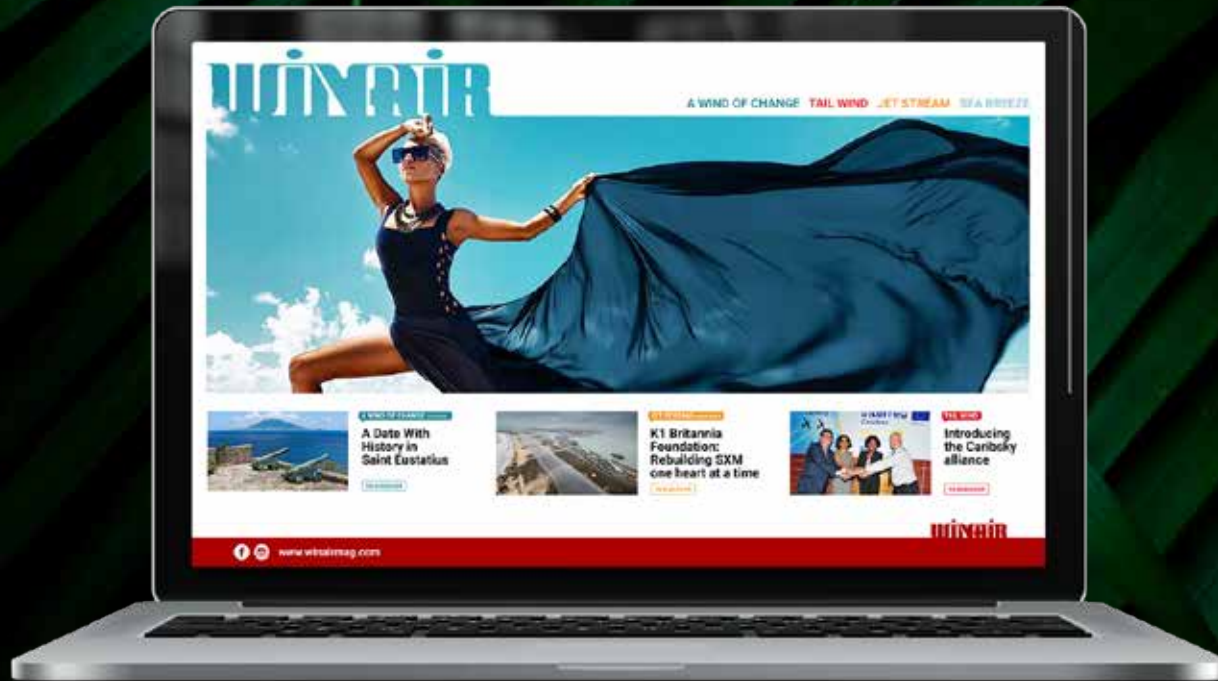 WINAIR
A WIND OF CHANGE TAIL WIND JET STREAM SEA BREEZE
A WIND OF CHANGE
A Date With
History in
Saint Eustatius
JET STREAM
K1 Britannia
Foundation:
Rebuilding SXM
one heart at a time
TAIL WIND
Introducing
the Caribsky
alliance
WINAIR
www.winairmag.com